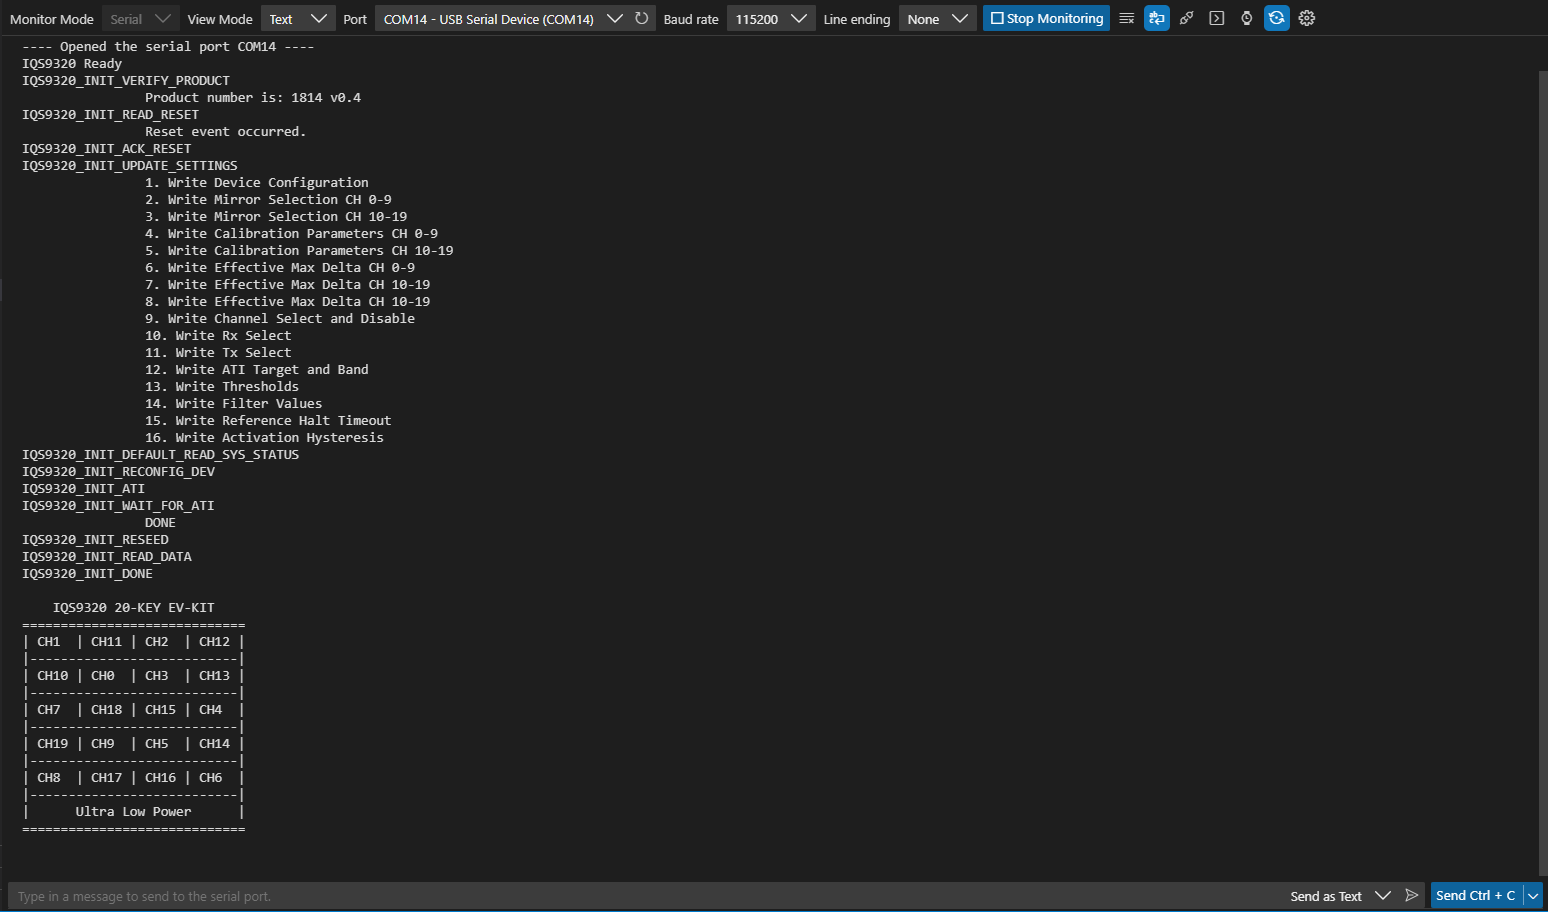 Monitor Mode Serial View Mode Text Port COM14 - USB Serial Device (COM14) Baud rate 115200 Line ending None Stop Monitoring
---- Opened the serial port COM14 ----
IQS9320 Ready
IQS9320_INIT_VERIFY_PRODUCT
Product number is: 1814 v0.4
IQS9320_INIT_READ_RESET
Reset event occurred.
IQS9320_INIT_ACK_RESET
IQS9320_INIT_UPDATE_SETTINGS
1. Write Device Configuration
2. Write Mirror Selection CH 0-9
3. Write Mirror Selection CH 10-19
4. Write Calibration Parameters CH 0-9
5. Write Calibration Parameters CH 10-19
6. Write Effective Max Delta CH 0-9
7. Write Effective Max Delta CH 10-19
8. Write Effective Max Delta CH 10-19
9. Write Channel Select and Disable
10. Write Rx Select
11. Write Tx Select
12. Write ATI Target and Band
13. Write Thresholds
14. Write Filter Values
15. Write Reference Halt Timeout
16. Write Activation Hysteresis
IQS9320_INIT_DEFAULT_READ_SYS_STATUS
IQS9320_INIT_RECONFIG_DEV
IQS9320_INIT_ATI
IQS9320_INIT_WAIT_FOR_ATI
DONE
IQS9320_INIT_RESEED
IQS9320_INIT_READ_DATA
IQS9320_INIT_DONE
IQS9320 20-KEY EV-KIT
=============================
| CH1  | CH11 | CH2  | CH12 |
|---------------------------|
| CH10 | CH0  | CH3  | CH13 |
|---------------------------|
| CH7  | CH18 | CH15 | CH4  |
|---------------------------|
| CH19 | CH9  | CH5  | CH14 |
|---------------------------|
| CH8  | CH17 | CH16 | CH6  |
|---------------------------|
|      Ultra Low Power      |
=============================
Type in a message to send to the serial port. Send as Text Send Ctrl + C